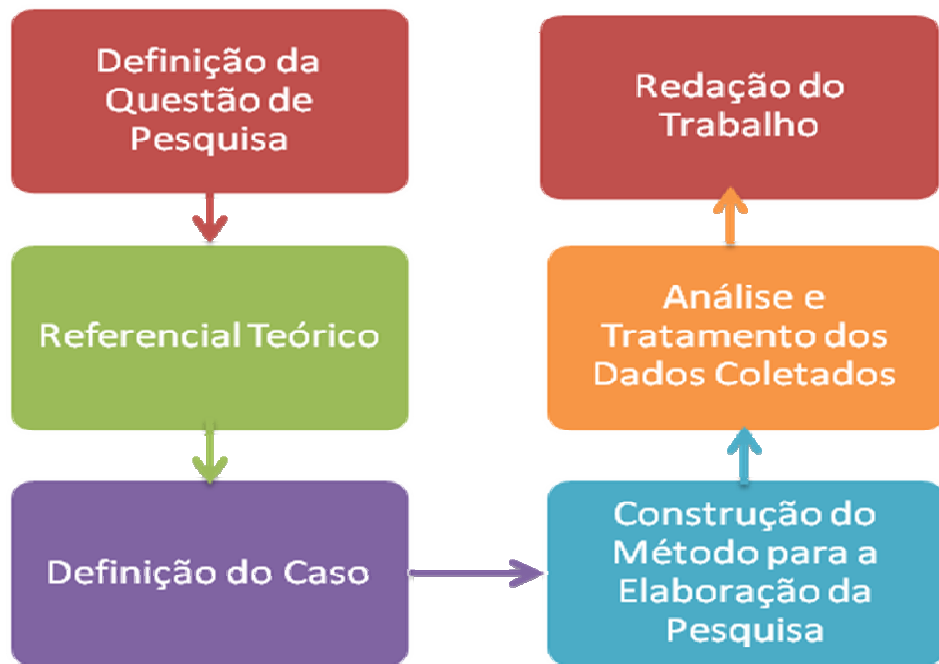 Definição da
Questão de
Pesquisa
Referencial Teórico
Definição do Caso
Construção do
Método para a
Elaboração da
Pesquisa
Análise e
Tratamento dos
Dados Coletados
Redação do
Trabalho